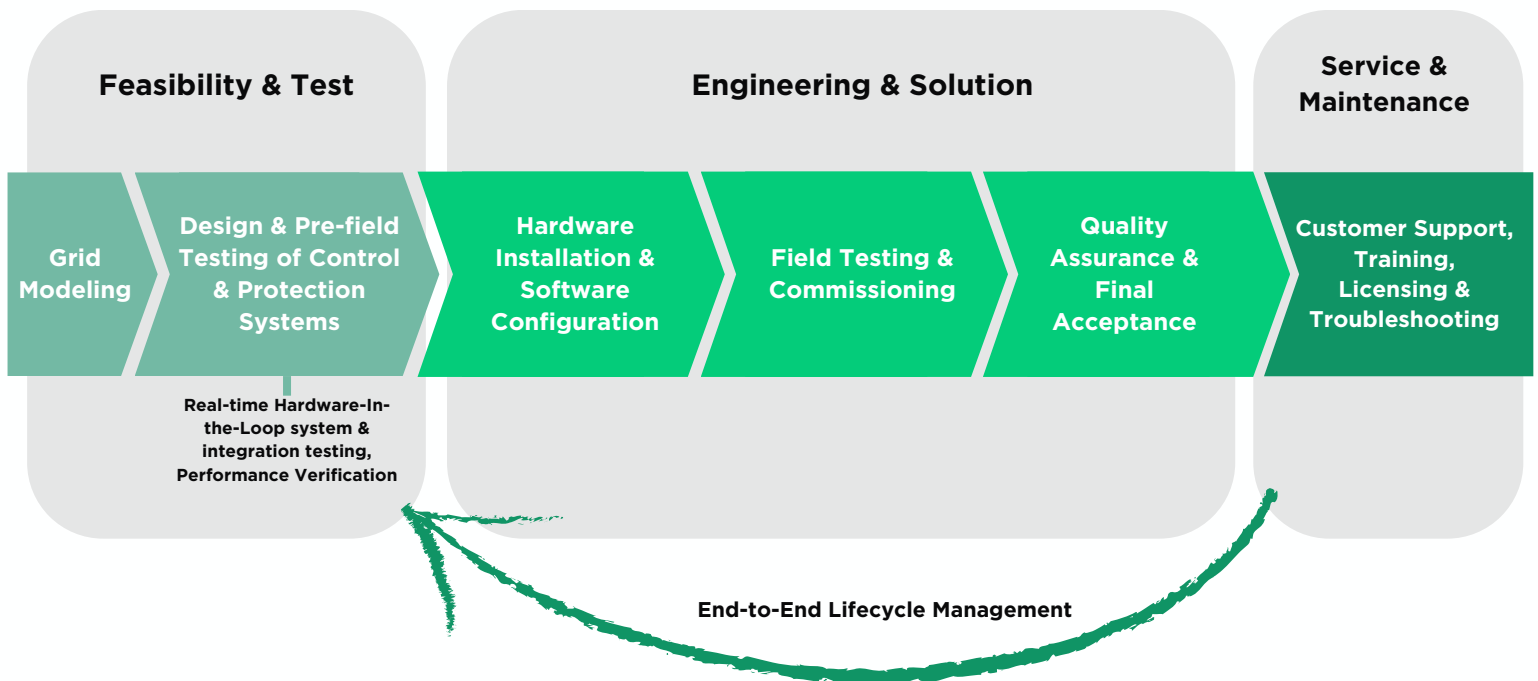 Feasibility & Test
Engineering & Solution
Service &
Maintenance
Grid
Modeling
Design & Pre-field
Testing of Control
& Protection
Systems
Hardware
Installation &
Software
Configuration
Field Testing &
Commissioning
Quality
Assurance &
Final
Acceptance
Customer Support,
Training,
Licensing &
Troubleshooting
Real-time Hardware-In-
the-Loop system &
integration testing,
Performance Verification
End-to-End Lifecycle Management